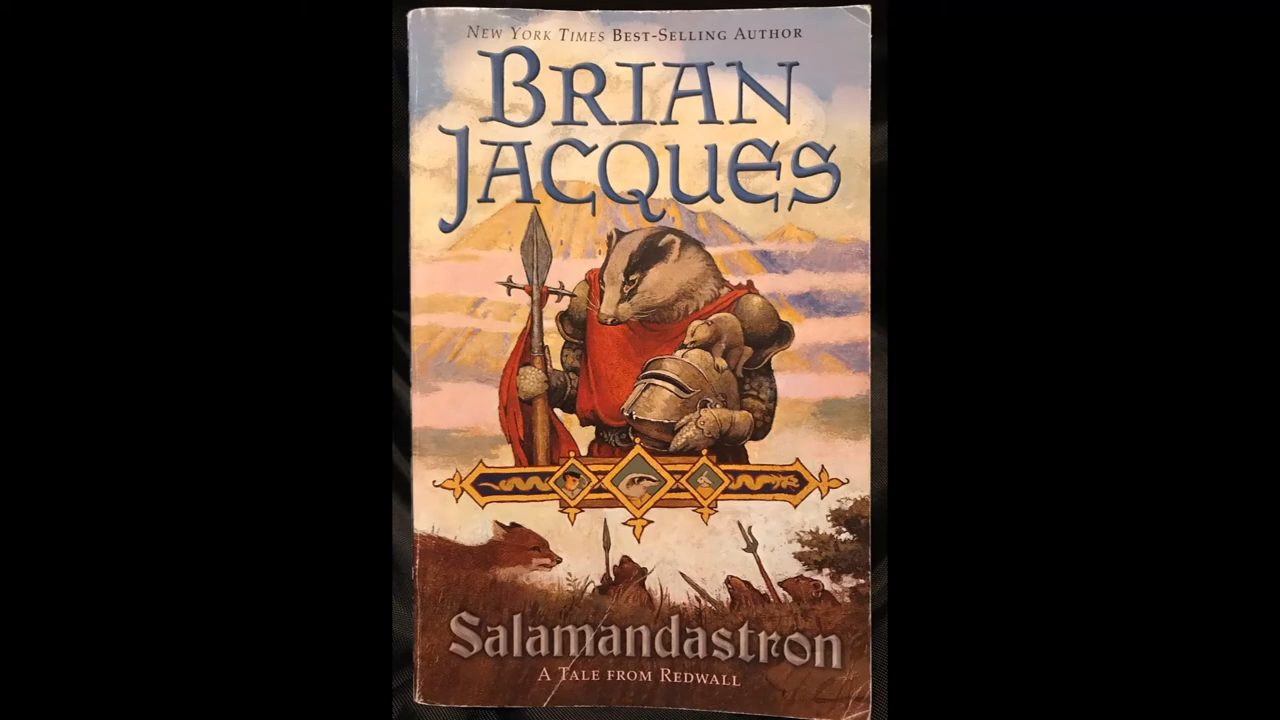 New York Times Best-Selling Author
Brian
Jacques
Salamandastron
A Tale from Redwall